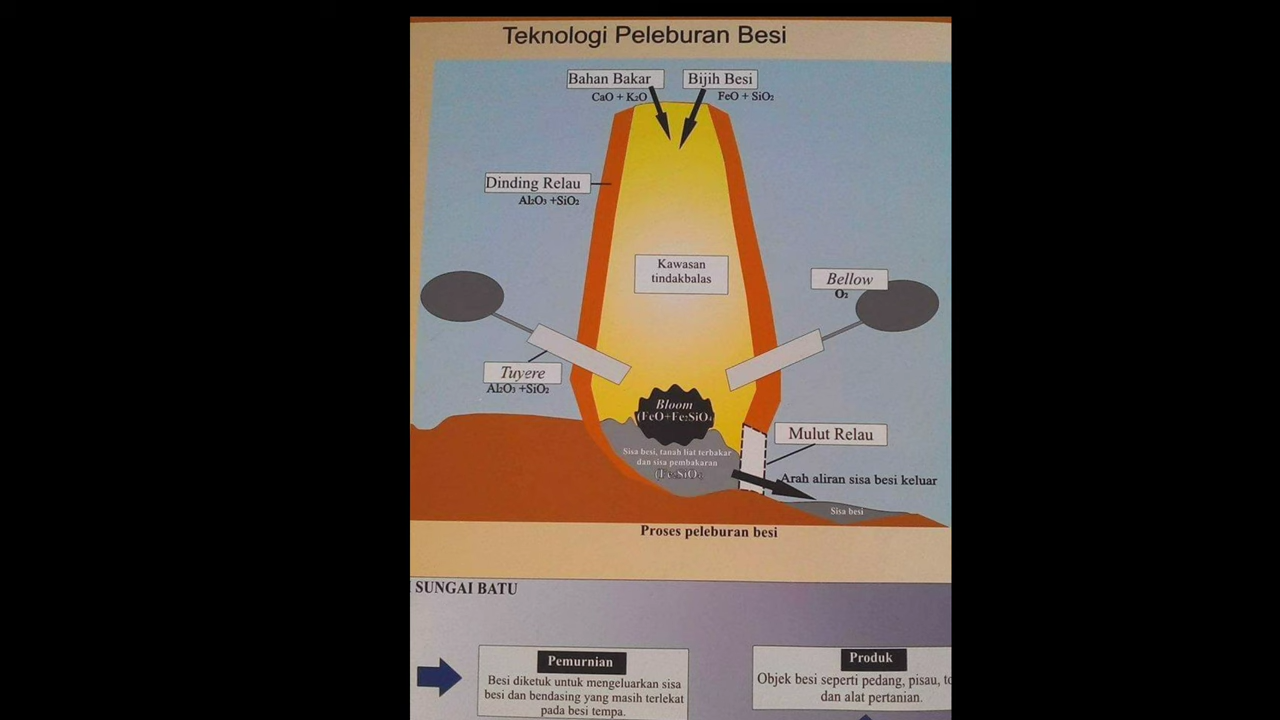 Teknologi Peleburan Besi
Bahan Bakar
CaO + K₂O
Bijih Besi
FeO + SiO₂
Dinding Relau
Al₂O₃ +SiO₂
Kawasan
tindakbalas
Bellow
O₂
Tuyere
Al₂O₃ +SiO₂
Bloom
(FeO+Fe₂SiO₄
Mulut Relau
Sisa besi, tanah liat terbakar
dan sisa pembakaran
(Fe₂SiO₄
Arah aliran sisa besi keluar
Sisa besi
Proses peleburan besi
SUNGAI BATU
Pemurnian
Besi diketuk untuk mengeluarkan sisa
besi dan bendasing yang masih terlekat
pada besi tempa.
Produk
Objek besi seperti pedang, pisau,
dan alat pertanian.